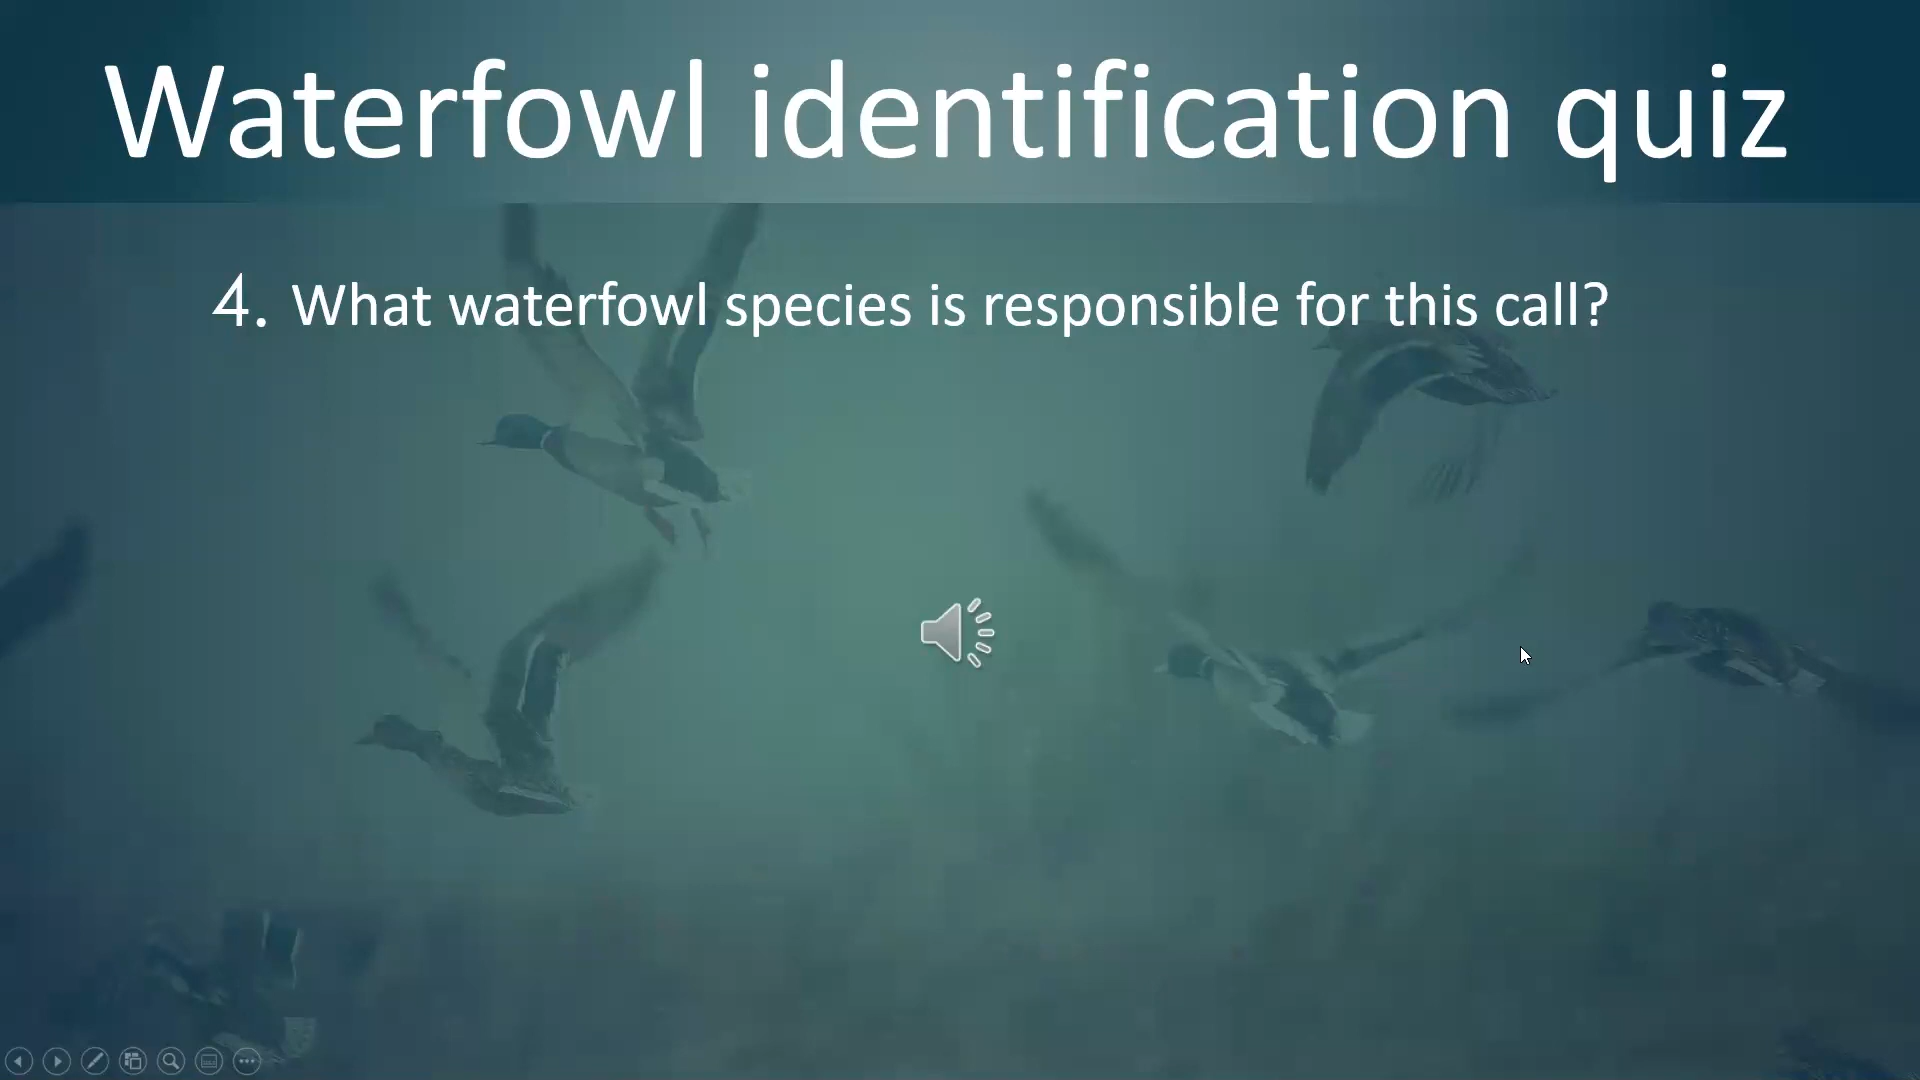 Waterfowl identification quiz
4. What waterfowl species is responsible for this call?